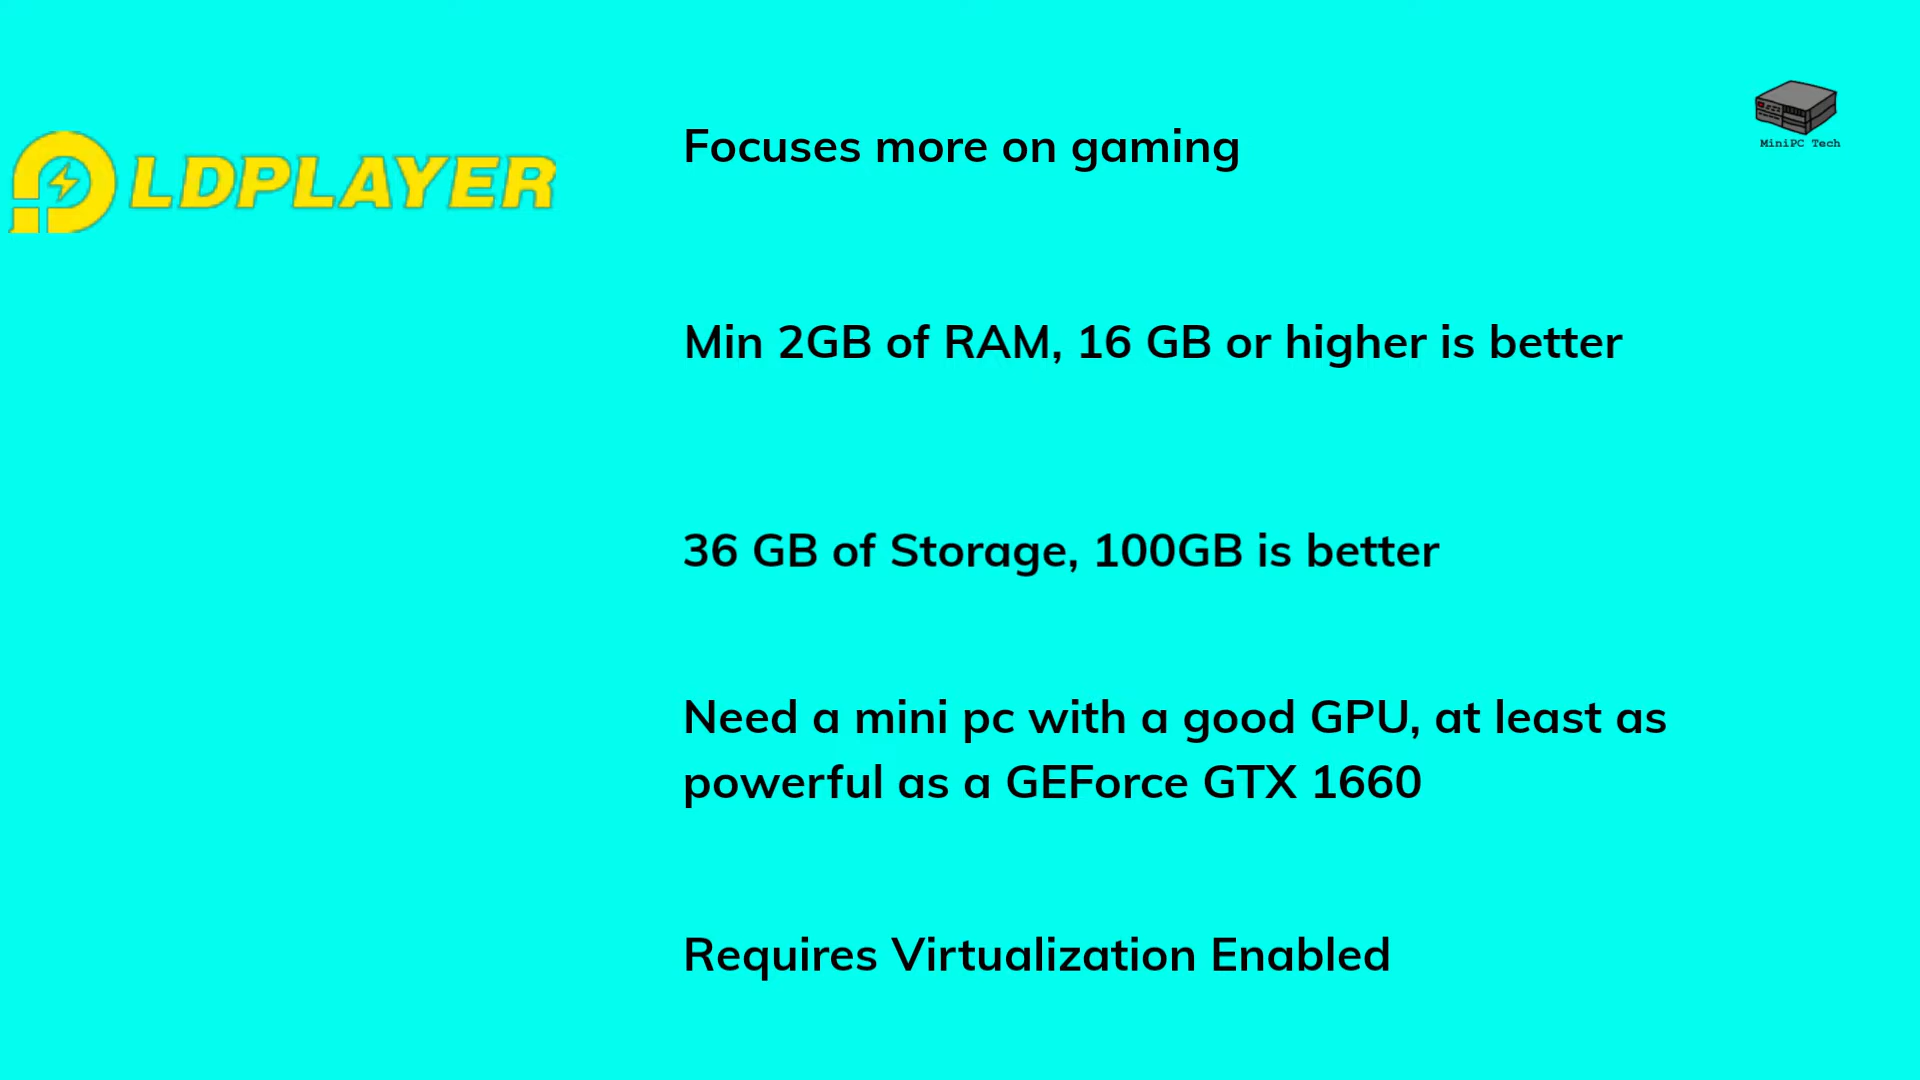 LDPLAYER
Focuses more on gaming
MiniPC Tech
Min 2GB of RAM, 16 GB or higher is better
36 GB of Storage, 100GB is better
Need a mini pc with a good GPU, at least as
powerful as a GEForce GTX 1660
Requires Virtualization Enabled